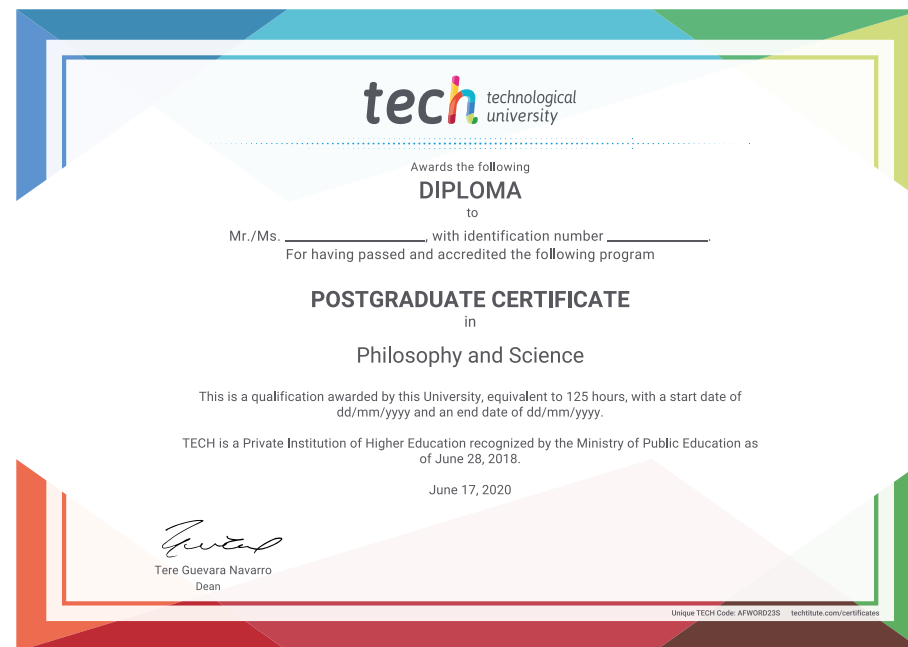 tech technological
university
Awards the following
DIPLOMA
to
Mr./Ms. ____________________, with identification number ______________.
For having passed and accredited the following program
POSTGRADUATE CERTIFICATE
in
Philosophy and Science
This is a qualification awarded by this University, equivalent to 125 hours, with a start date of
dd/mm/yyyy and an end date of dd/mm/yyyy.
TECH is a Private Institution of Higher Education recognized by the Ministry of Public Education as
of June 28, 2018.
June 17, 2020
Tere Guevara Navarro
Dean
Unique TECH Code: AFWORD23S techtitute.com/certificates